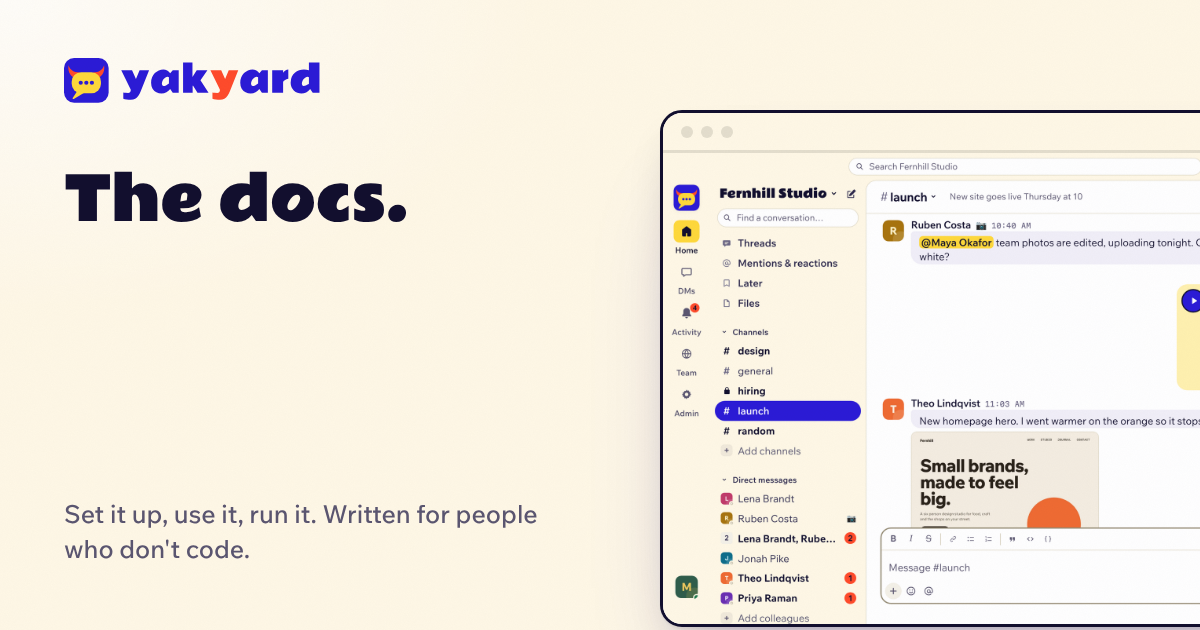 yakyard
The docs.
Set it up, use it, run it. Written for people
who don't code.
Search Fernhill Studio
Home
DMs
4
Activity
Team
Admin
M
Fernhill Studio
Find a conversation...
Threads
Mentions & reactions
Later
Files
Channels
# design
# general
hiring
# launch
# random
+ Add channels
Direct messages
Lena Brandt
Ruben Costa
2 Lena Brandt, Rube... 2
Jonah Pike
Theo Lindqvist 1
Priya Raman 1
+ Add colleagues
# launch
New site goes live Thursday at 10
R
Ruben Costa 10:40 AM
@Maya Okafor team photos are edited, uploading tonight.
white?
T
Theo Lindqvist 11:03 AM
New homepage hero. I went warmer on the orange so it stops
Small brands,
made to feel
big.
B I S
Message #launch
+ @